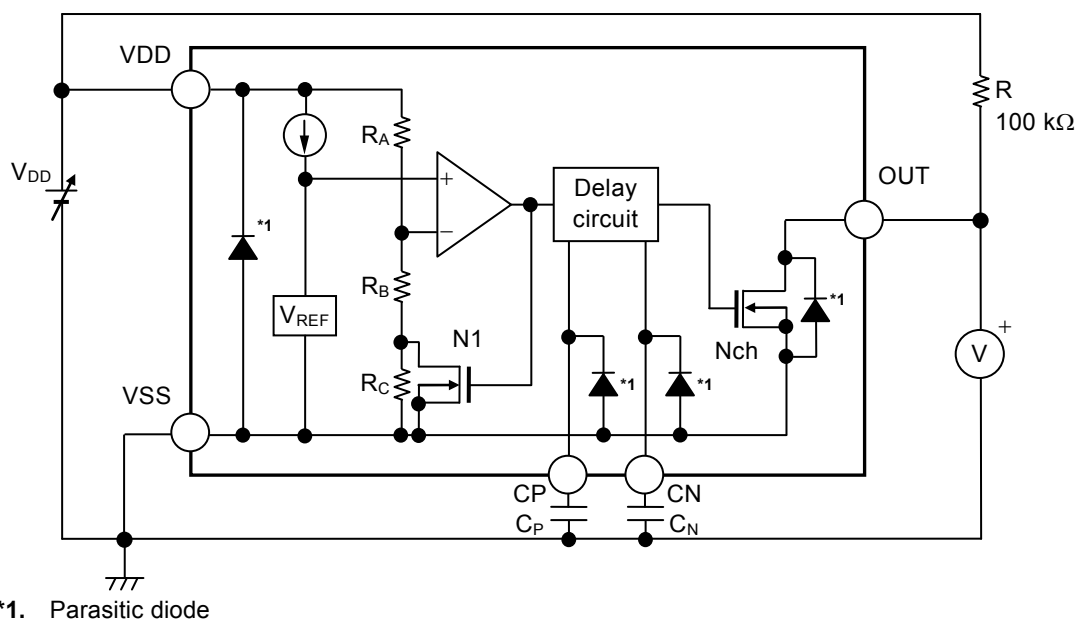 VDD
R
100 kΩ
RA
VDD
+
Delay
circuit
OUT
*1
−
RB
*1
VREF
N1
Nch
+
V
RC
*1
*1
VSS
CP
CN
CP
CN
*1. Parasitic diode